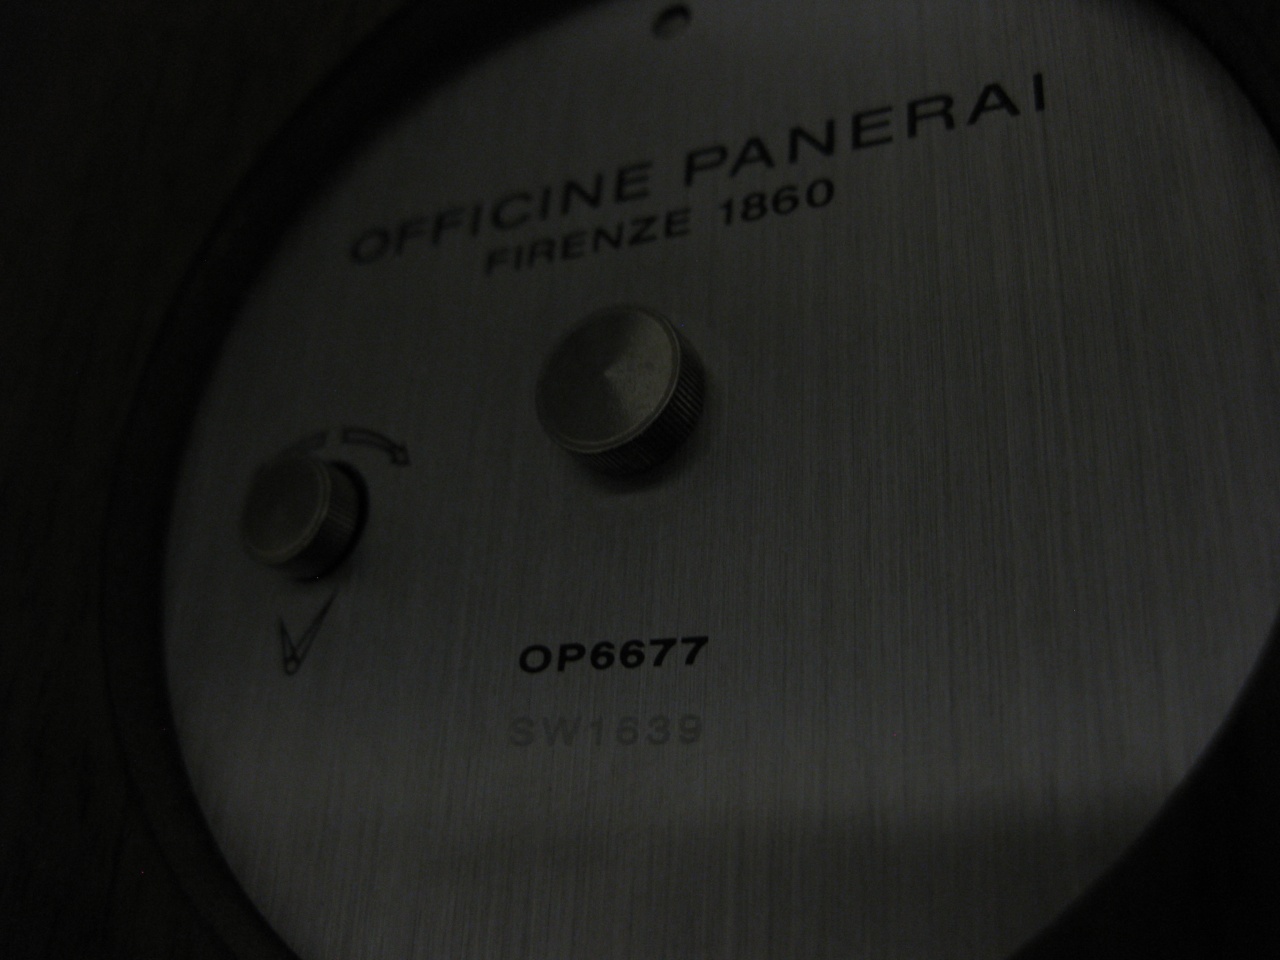 OFFICINE PANERAI
FIRENZE 1860
OP6677
SW1639